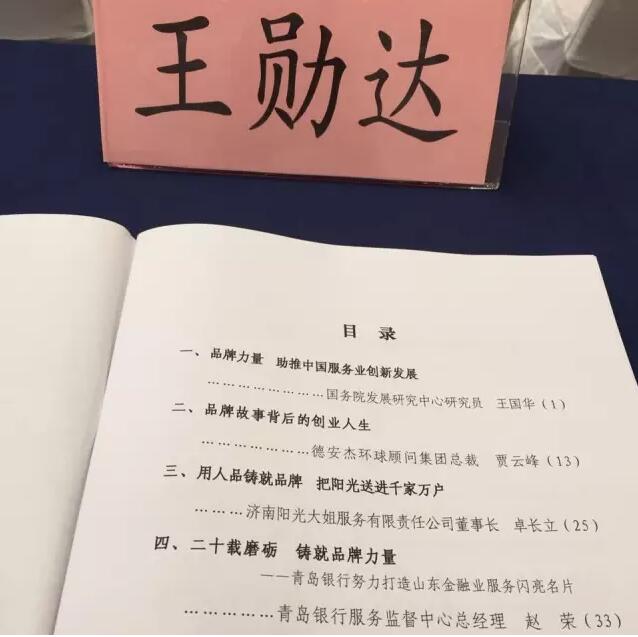 王勋达
目 录
一、品牌力量 助推中国服务业创新发展
……………………国务院发展研究中心研究员 王国华(1)
二、品牌故事背后的创业人生
…………………德安杰环球顾问集团总裁 贾云峰(13)
三、用人品铸就品牌 把阳光送进千家万户
………济南阳光大姐服务有限责任公司董事长 卓长立(25)
四、二十载磨砺 铸就品牌力量
——青岛银行努力打造山东金融业服务闪亮名片
…………………青岛银行服务监督中心总经理 赵 荣(33)